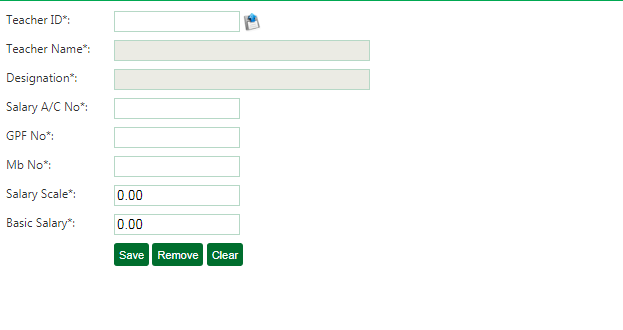 Teacher ID*:
Teacher Name*:
Designation*:
Salary A/C No*:
GPF No*:
Mb No*:
Salary Scale*: 0.00
Basic Salary*: 0.00
Save Remove Clear